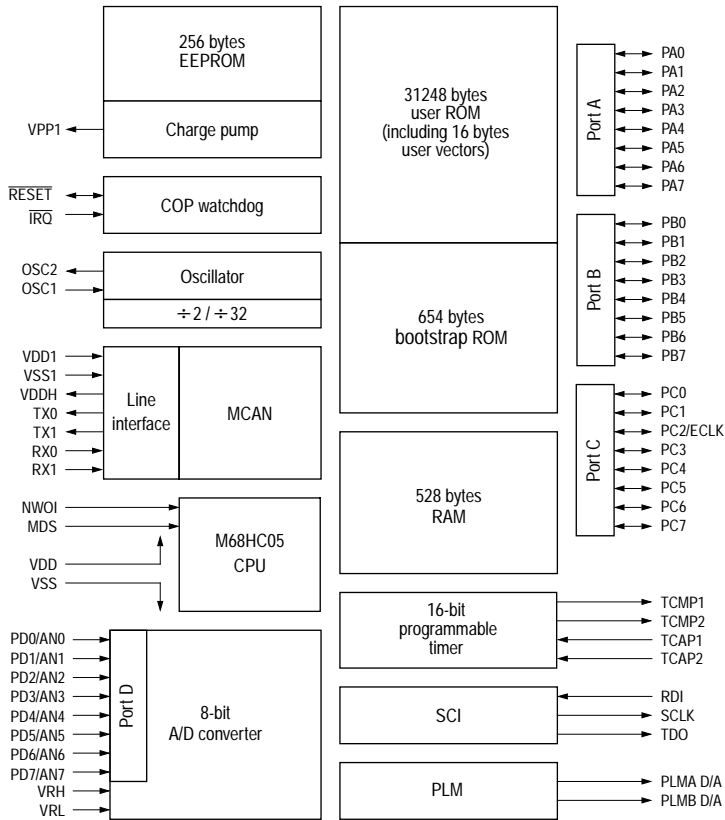 256 bytes
EEPROM
Charge pump
VPP1
RESET
IRQ
COP watchdog
OSC2
OSC1
Oscillator
÷2 / ÷32
VDD1
VSS1
VDDH
TX0
TX1
RX0
RX1
Line
interface
MCAN
NWOI
MDS
VDD
VSS
M68HC05
CPU
PD0/AN0
PD1/AN1
PD2/AN2
PD3/AN3
PD4/AN4
PD5/AN5
PD6/AN6
PD7/AN7
VRH
VRL
Port D
8-bit
A/D converter
31248 bytes
user ROM
(including 16 bytes
user vectors)
654 bytes
bootstrap ROM
528 bytes
RAM
16-bit
programmable
timer
SCI
PLM
Port A
PA0
PA1
PA2
PA3
PA4
PA5
PA6
PA7
Port B
PB0
PB1
PB2
PB3
PB4
PB5
PB6
PB7
Port C
PC0
PC1
PC2/ECLK
PC3
PC4
PC5
PC6
PC7
TCMP1
TCMP2
TCAP1
TCAP2
RDI
SCLK
TDO
PLMA D/A
PLMB D/A